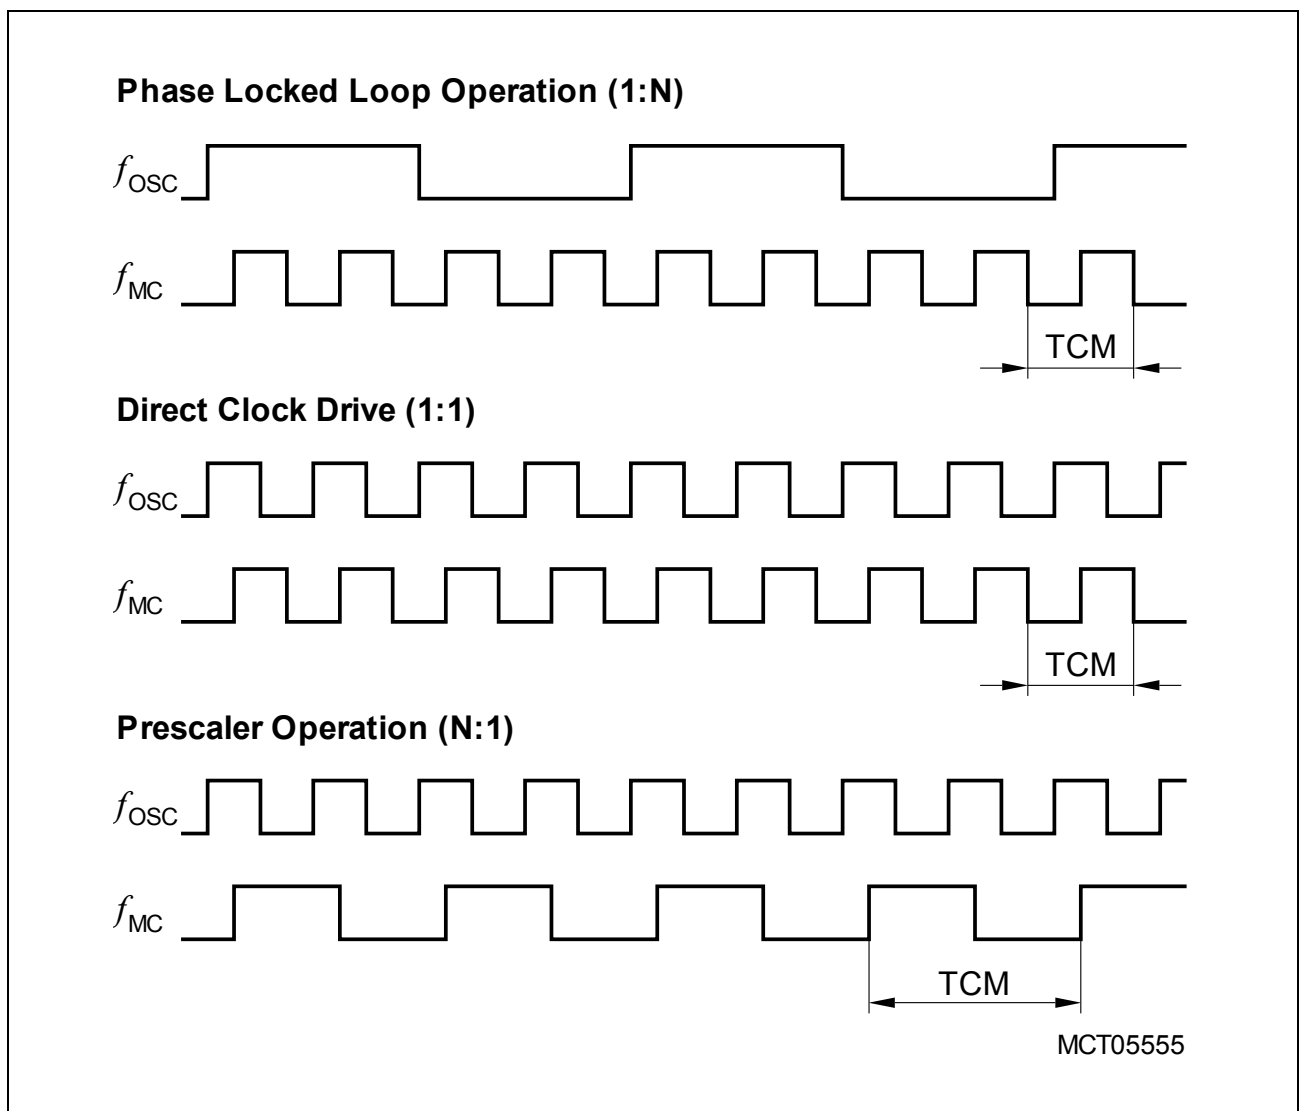 Phase Locked Loop Operation (1:N)
fOSC
fMC
TCM
Direct Clock Drive (1:1)
fOSC
fMC
TCM
Prescaler Operation (N:1)
fOSC
fMC
TCM
MCT05555